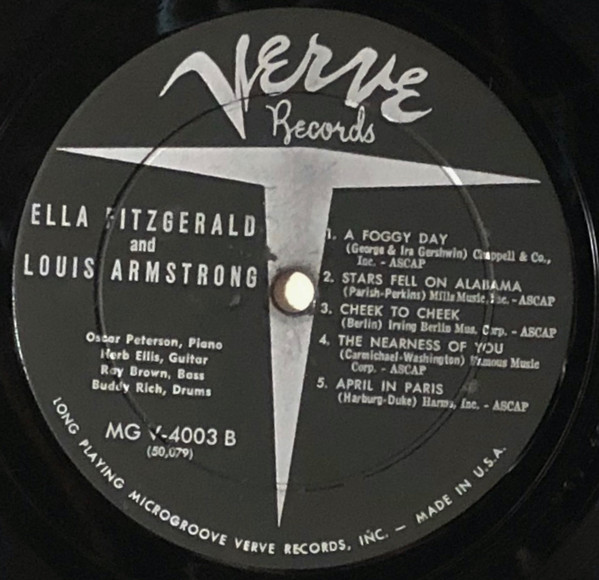 Verve
Records
ELLA FITZGERALD
and
LOUIS ARMSTRONG
Oscar Peterson, Piano
Herb Ellis, Guitar
Ray Brown, Bass
Buddy Rich, Drums
MG V-4003 B
(50,079)
1. A FOGGY DAY
(George & Ira Gershwin) Chappell & Co.,
Inc. - ASCAP
2. STARS FELL ON ALABAMA
(Parish-Perkins) Mills Music, Inc. - ASCAP
3. CHEEK TO CHEEK
(Berlin) Irving Berlin Mus. Corp. - ASCAP
4. THE NEARNESS OF YOU
(Carmichael-Washington) Famous Music
Corp. - ASCAP
5. APRIL IN PARIS
(Harburg-Duke) Harms, Inc. - ASCAP
LONG PLAYING MICROGROOVE VERVE RECORDS, INC. — MADE IN U.S.A.